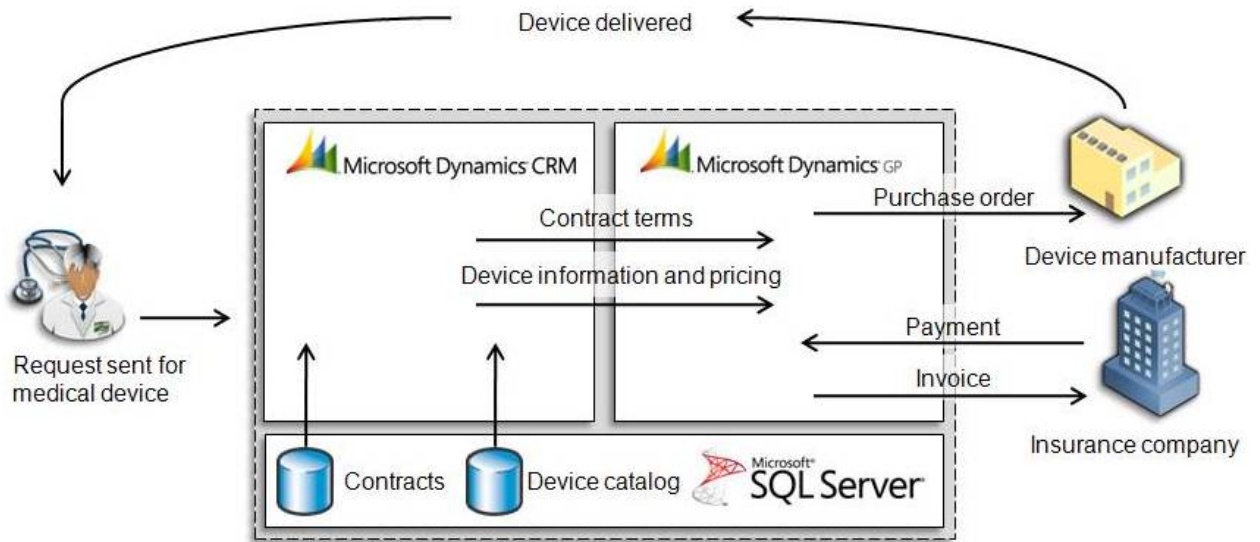 Device delivered
Microsoft Dynamics CRM
Microsoft Dynamics GP
Purchase order
Contract terms
Device manufacturer
Device information and pricing
Payment
Request sent for
medical device
Invoice
Insurance company
Contracts
Device catalog
Microsoft®
SQL Server®